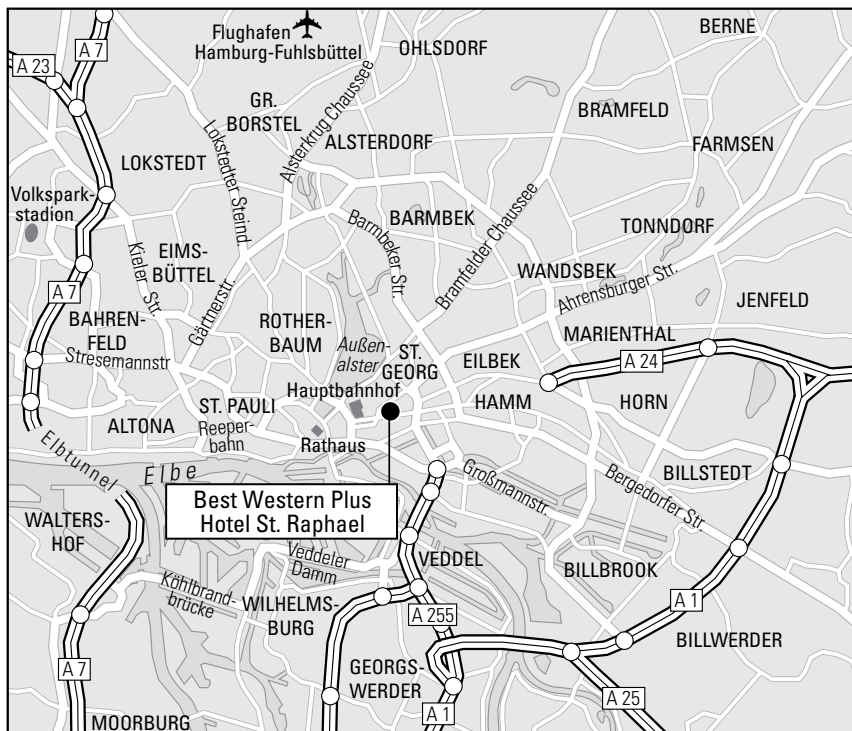 Flughafen
Hamburg-Fuhlsbüttel
OHLSDORF
BERNE
A 7
A 23
GR.
BORSTEL
Alsterkrug Chaussee
BRAMFELD
ALSTERDORF
FARMSEN
LOKSTEDT
Lokstedter Steind.
Volkspark-
stadion
BARMBEK
Barmbeker Str.
Bramfelder Chaussee
TONNDORF
EIMS-
BÜTTEL
Kieler Str.
WANDSBEK
Ahrensburger Str.
A 7
Gärtnerstr.
JENFELD
BAHREN-
FELD
ROTHER-
BAUM
Außen-
alster
ST.
GEORG
MARIENTHAL
Stresemannstr
EILBEK
A 24
Hauptbahnhof
ST. PAULI
HAMM
HORN
ALTONA
Reeper-
bahn
Rathaus
Elbtunnel
Elbe
Großmannstr.
BILLSTEDT
Bergedorfer Str.
Best Western Plus
Hotel St. Raphael
WALTERS-
HOF
Veddeler
Damm
VEDDEL
BILLBROOK
Köhlbrand-
brücke
WILHELMS-
BURG
A 255
A 1
BILLWERDER
A 7
GEORGS-
WERDER
A 25
A 1
MOORBURG